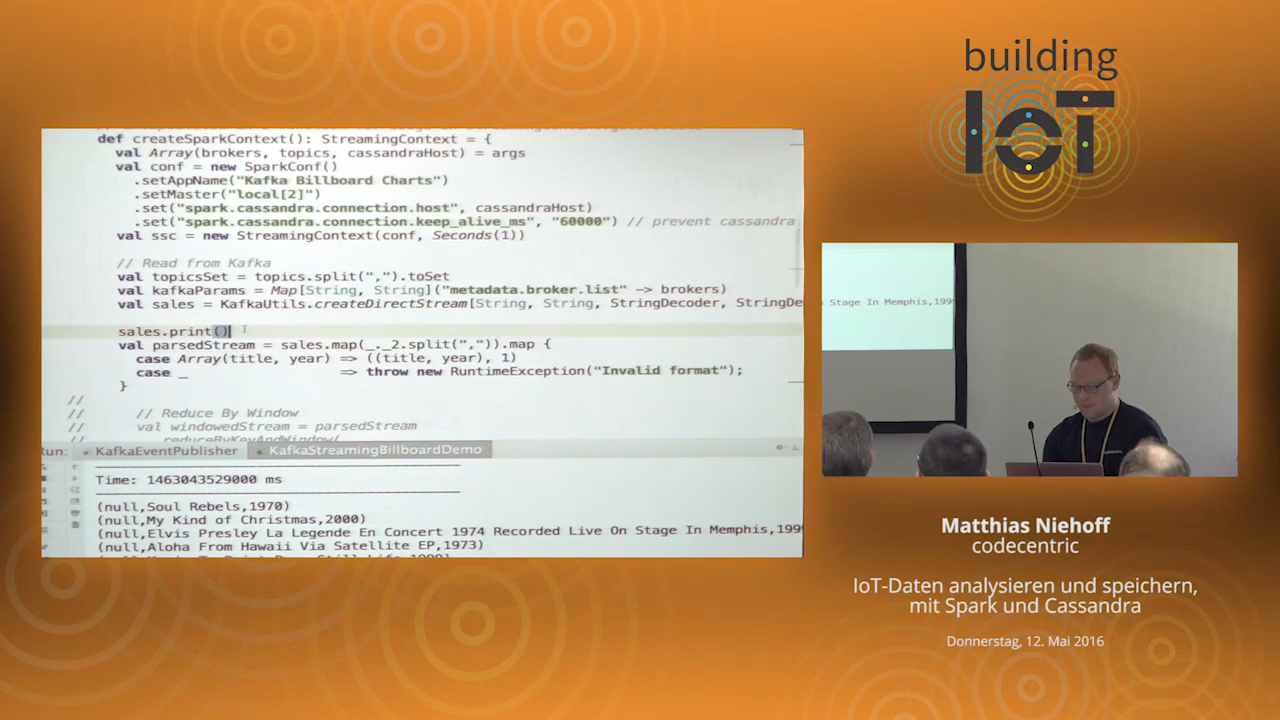 building
IoT
def createSparkContext(): StreamingContext = {
val Array(brokers, topics, cassandraHost) = args
val conf = new SparkConf()
.setAppName("Kafka Billboard Charts")
.setMaster("local[2]")
.set("spark.cassandra.connection.host", cassandraHost)
.set("spark.cassandra.connection.keep_alive_ms", "60000") // prevent cassandra
val ssc = new StreamingContext(conf, Seconds(1))
// Read from Kafka
val topicsSet = topics.split(",").toSet
val kafkaParams = Map[String, String]("metadata.broker.list" -> brokers)
val sales = KafkaUtils.createDirectStream[String, String, StringDecoder, StringDe
sales.print()
val parsedStream = sales.map(_._2.split(",")).map {
case Array(title, year) => ((title, year), 1)
case _ => throw new RuntimeException("Invalid format");
}
//
// // Reduce By Window
// val windowedStream = parsedStream
// .reduceByKeyAndWindow(
Run: KafkaEventPublisher KafkaStreamingBillboardDemo
Time: 1463043529000 ms
(null,Soul Rebels,1970)
(null,My Kind of Christmas,2000)
(null,Elvis Presley La Legende En Concert 1974 Recorded Live On Stage In Memphis,199
(null,Aloha From Hawaii Via Satellite EP,1973)
Stage In Memphis,199
Matthias Niehoff
codecentric
IoT-Daten analysieren und speichern,
mit Spark und Cassandra
Donnerstag, 12. Mai 2016